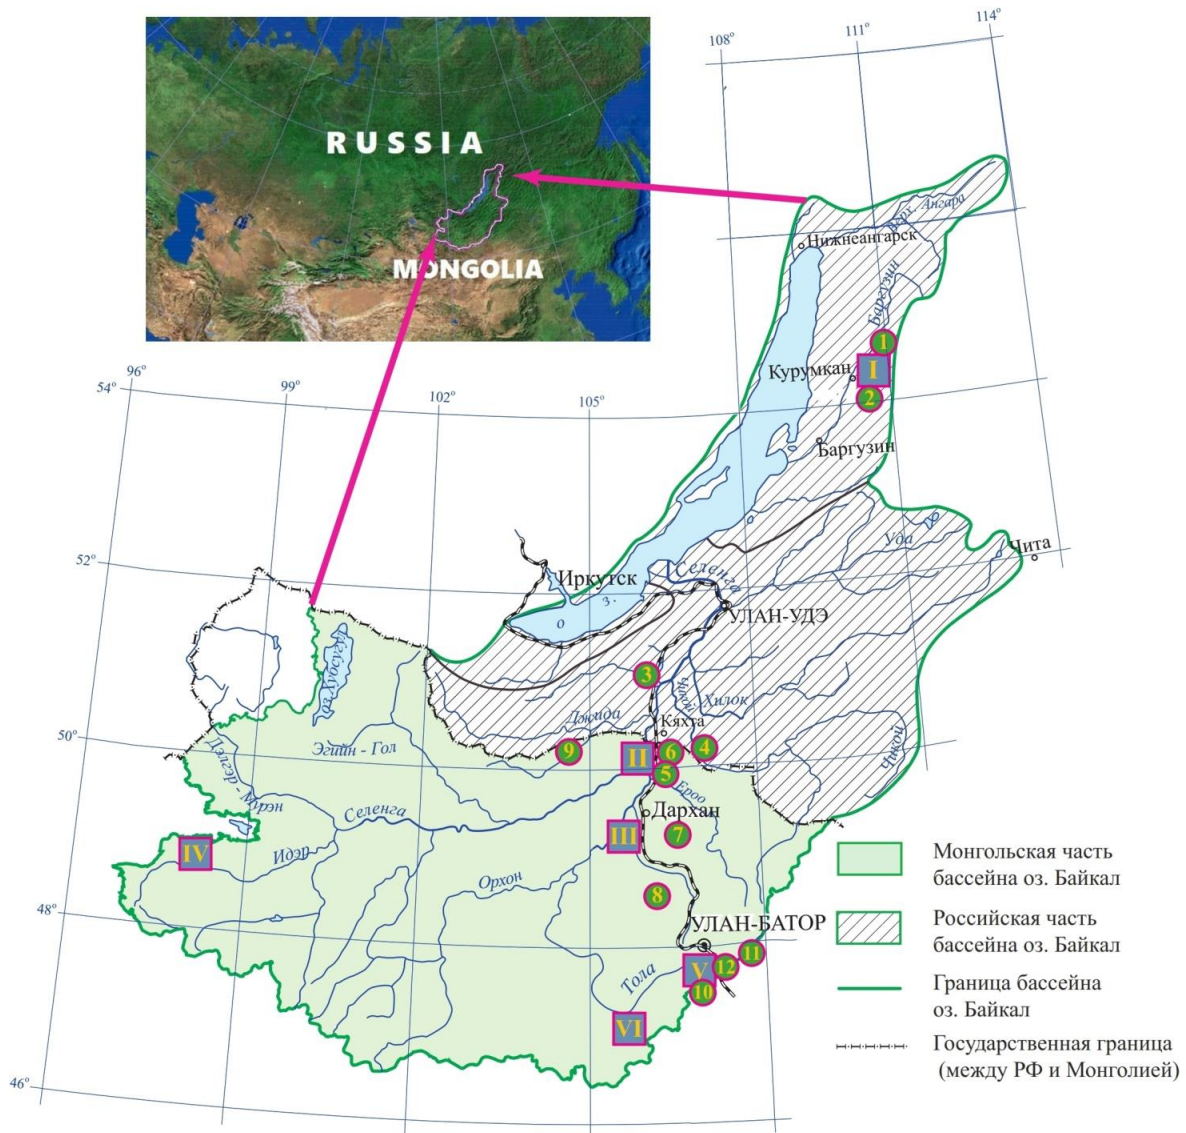 108°
111°
114°
RUSSIA
MONGOLIA
Верх. Ангара
Нижнеангарск
Баргузин
1
I
Курумкан
2
96°
54°
99°
102°
105°
Баргузин
Уда
Чита
52°
Иркутск
Селенга
о з.
УЛАН-УДЭ
оз.Хубсугул
3
Чикой
Хилок
Джида
Кяхта
50°
Дэлгэр - Мрэн
Эгийн - Гол
9
II
6
4
5
Чикой
Ероо
Селенга
Дархан
III
7
IV
Идэр
Орхон
8
48°
УЛАН-БАТОР
11
V
12
10
Тола
VI
46°
Монгольская часть
бассейна оз. Байкал
Российская часть
бассейна оз. Байкал
Граница бассейна
оз. Байкал
Государственная граница
(между РФ и Монголией)